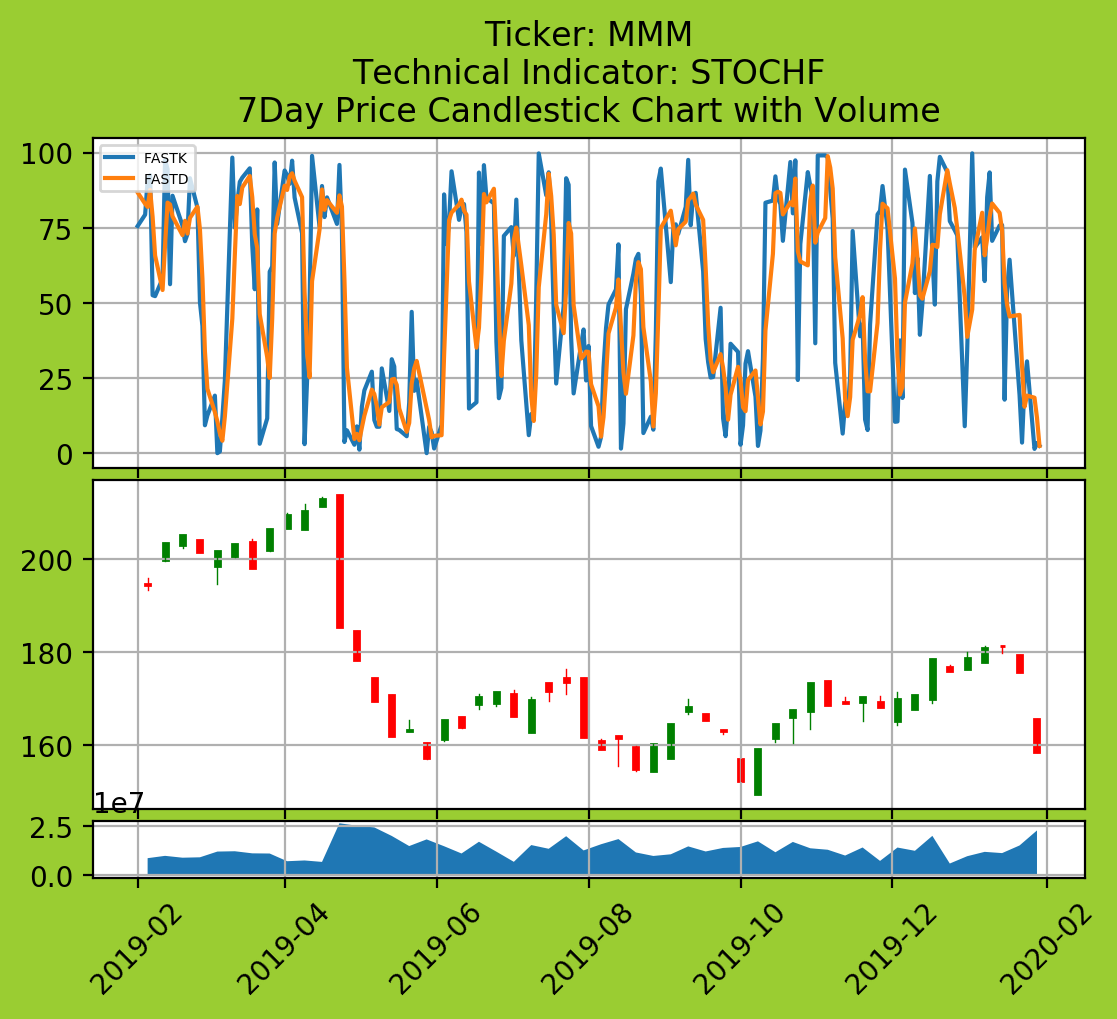 Ticker: MMM
Technical Indicator: STOCHF
7Day Price Candlestick Chart with Volume
100
75
50
25
0
FASTK
FASTD
200
180
160
1e7
2.5
0.0
2019-02
2019-04
2019-06
2019-08
2019-10
2019-12
2020-02